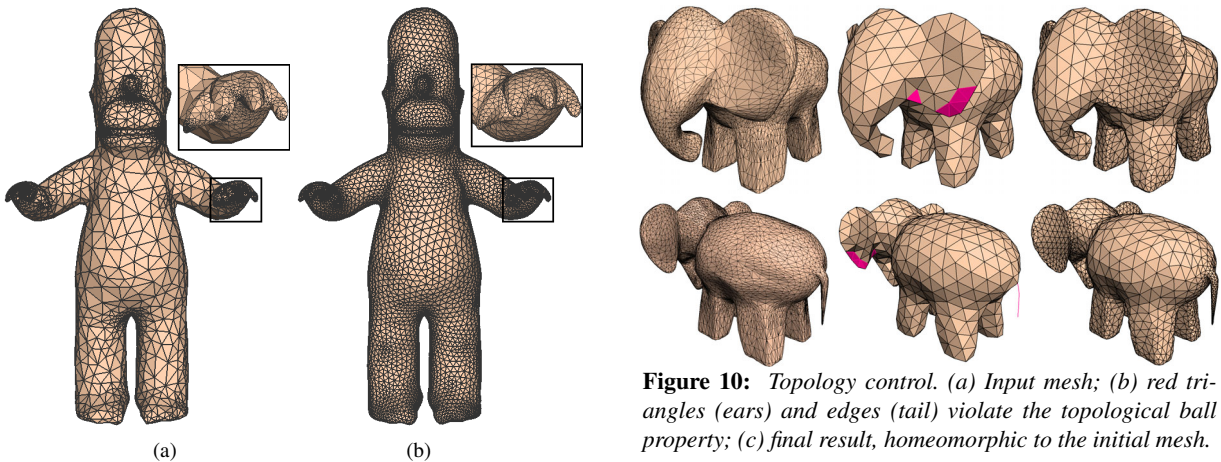 (a)
(b)
Figure 10: Topology control. (a) Input mesh; (b) red tri-
angles (ears) and edges (tail) violate the topological ball
property; (c) final result, homeomorphic to the initial mesh.